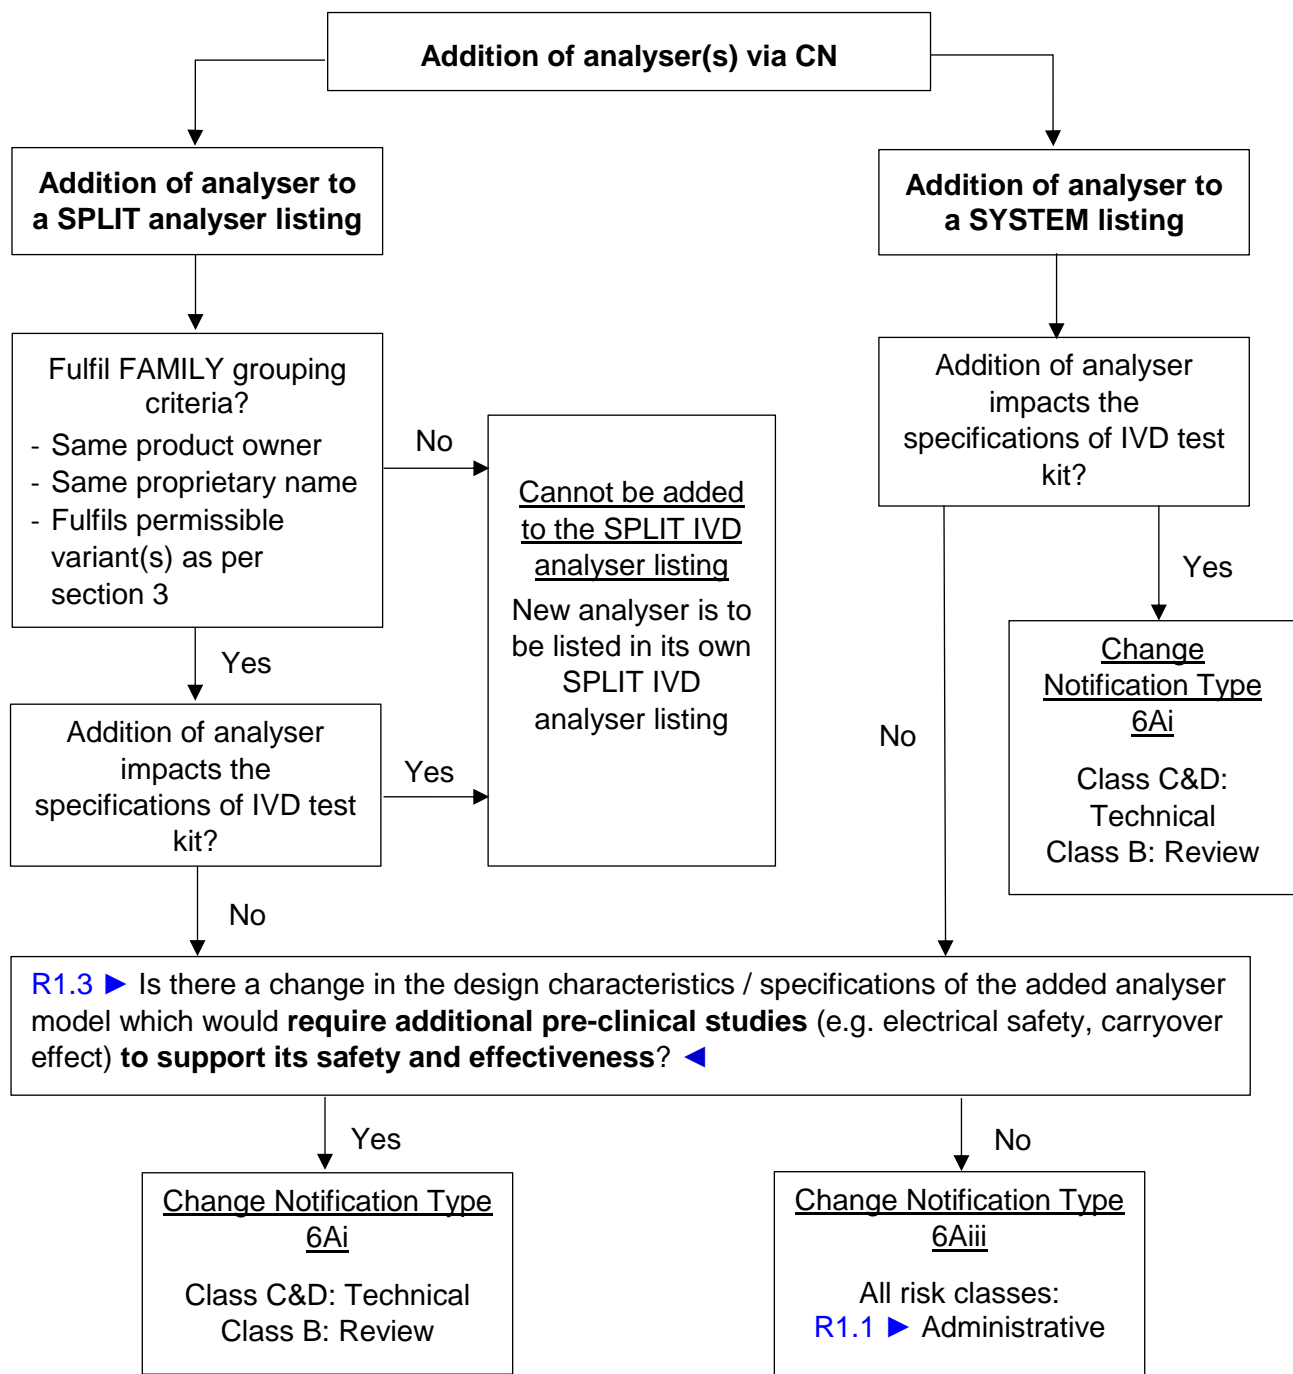 Addition of analyser(s) via CN
Addition of analyser to
a SPLIT analyser listing
Addition of analyser to
a SYSTEM listing
Fulfil FAMILY grouping
criteria?
- Same product owner
- Same proprietary name
- Fulfils permissible
variant(s) as per
section 3
No
Cannot be added
to the SPLIT IVD
analyser listing
New analyser is to
be listed in its own
SPLIT IVD
analyser listing
Addition of analyser
impacts the
specifications of IVD test
kit?
Yes
Change
Notification Type
6Ai
Class C&D:
Technical
Class B: Review
Yes
Addition of analyser
impacts the
specifications of IVD test
kit?
Yes
No
No
R1.3 ► Is there a change in the design characteristics / specifications of the added analyser
model which would require additional pre-clinical studies (e.g. electrical safety, carryover
effect) to support its safety and effectiveness? ◄
Yes
No
Change Notification Type
6Ai
Class C&D: Technical
Class B: Review
Change Notification Type
6Aiii
All risk classes:
R1.1 ► Administrative